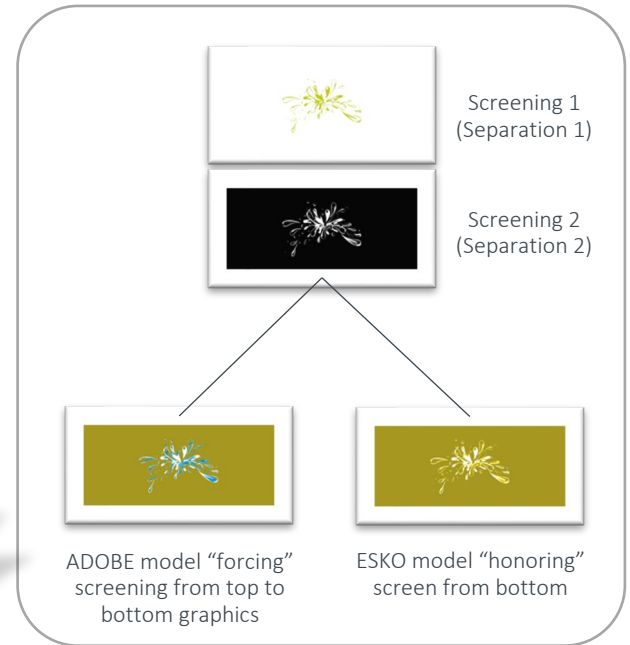 Screening 1
(Separation 1)
Screening 2
(Separation 2)
ADOBE model “forcing”
screening from top to
bottom graphics
ESKO model “honoring”
screen from bottom